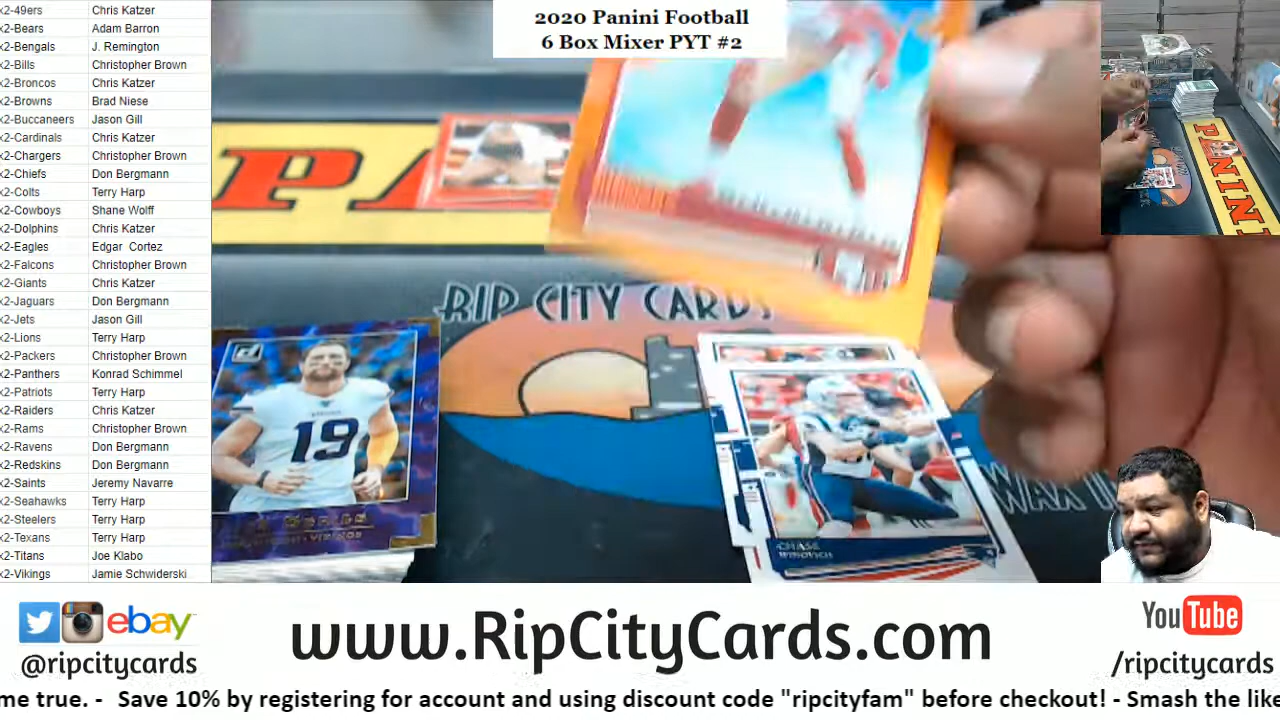 x2-49ers Chris Katzer
x2-Bears Adam Barron
x2-Bengals J. Remington
x2-Bills Christopher Brown
x2-Broncos Chris Katzer
x2-Browns Brad Niese
x2-Buccaneers Jason Gill
x2-Cardinals Chris Katzer
x2-Chargers Christopher Brown
x2-Chiefs Don Bergmann
x2-Colts Terry Harp
x2-Cowboys Shane Wolff
x2-Dolphins Chris Katzer
x2-Eagles Edgar Cortez
x2-Falcons Christopher Brown
x2-Giants Chris Katzer
x2-Jaguars Don Bergmann
x2-Jets Jason Gill
x2-Lions Terry Harp
x2-Packers Christopher Brown
x2-Panthers Konrad Schimmel
x2-Patriots Terry Harp
x2-Raiders Chris Katzer
x2-Rams Christopher Brown
x2-Ravens Don Bergmann
x2-Redskins Don Bergmann
x2-Saints Jeremy Navarre
x2-Seahawks Terry Harp
x2-Steelers Terry Harp
x2-Texans Terry Harp
x2-Titans Joe Klabo
x2-Vikings Jamie Schwiderski
2020 Panini Football
6 Box Mixer PYT #2
PA
PANINI
RIP CITY CARDS
WAX
19
CHASE
WINOVICH
ebay
@ripcitycards
www.RipCityCards.com
YouTube
/ripcitycards
me true. - Save 10% by registering for account and using discount code "ripcityfam" before checkout! - Smash the like